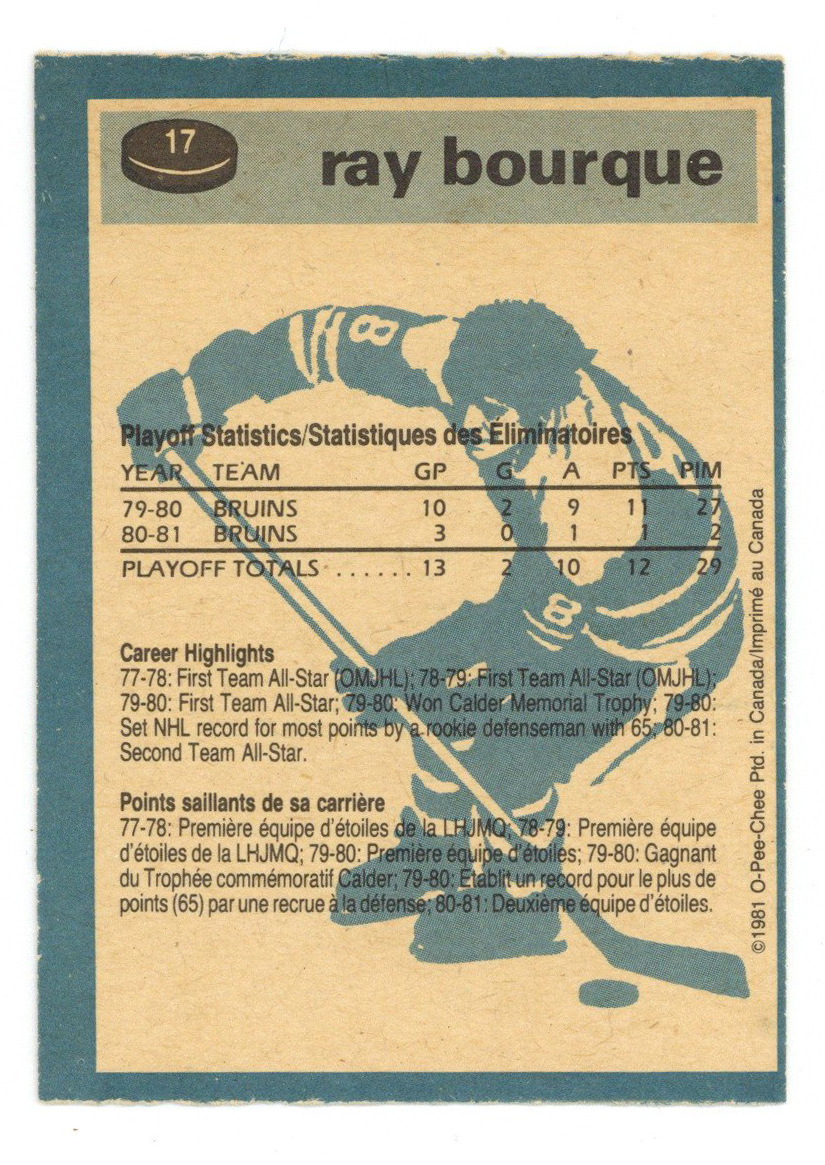 17
ray bourque
8
Playoff Statistics/Statistiques des Éliminatoires
YEAR TEAM GP G A PTS PIM
79-80 BRUINS 10 2 9 11 27
80-81 BRUINS 3 0 1 1 2
PLAYOFF TOTALS ...... 13 2 10 12 29
8
Career Highlights
77-78: First Team All-Star (OMJHL); 78-79: First Team All-Star (OMJHL);
79-80: First Team All-Star; 79-80: Won Calder Memorial Trophy; 79-80:
Set NHL record for most points by a rookie defenseman with 65; 80-81:
Second Team All-Star.
Points saillants de sa carrière
77-78: Première équipe d'étoiles de la LHJMQ; 78-79: Première équipe
d'étoiles de la LHJMQ; 79-80: Première équipe d'étoiles; 79-80: Gagnant
du Trophée commémoratif Calder; 79-80: Établit un record pour le plus de
points (65) par une recrue à la défense; 80-81: Deuxième équipe d'étoiles.
©1981 O-Pee-Chee Ptd. in Canada/Imprimé au Canada